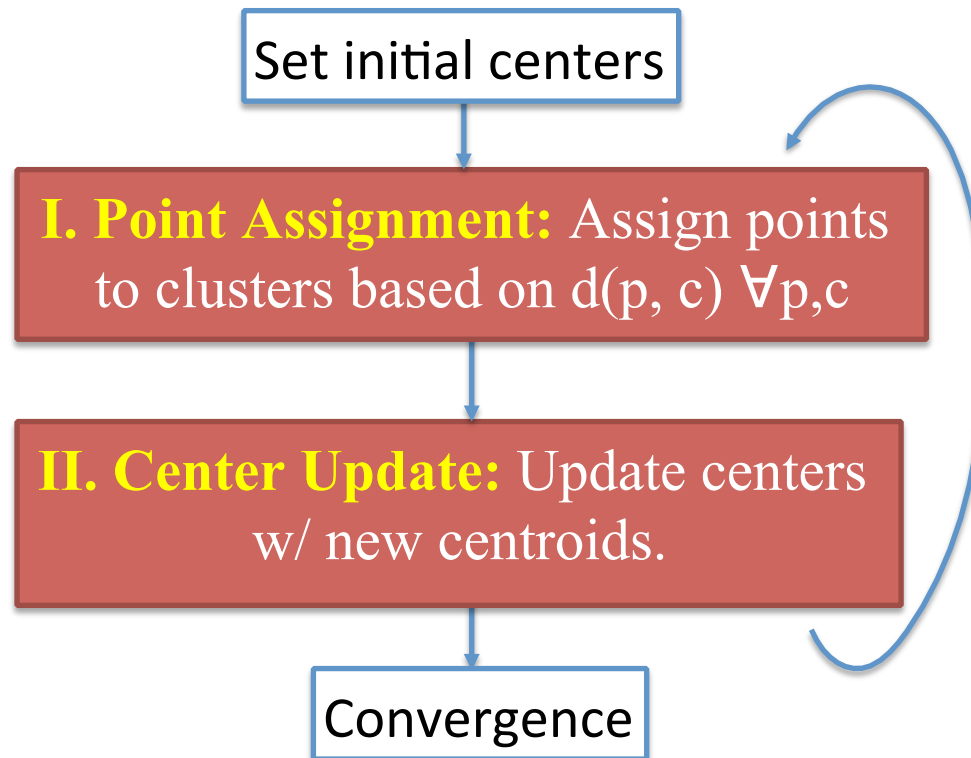 Set initial centers
I. Point Assignment: Assign points
to clusters based on d(p, c) ∀p,c
II. Center Update: Update centers
w/ new centroids.
Convergence